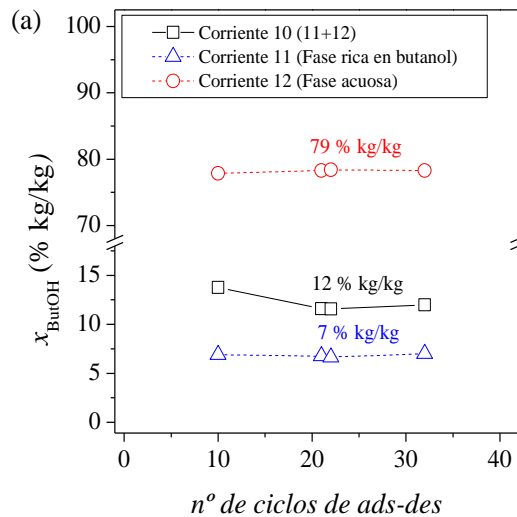 (a)
Corriente 10 (11+12)
Corriente 11 (Fase rica en butanol)
Corriente 12 (Fase acuosa)
100
90
80
70
15
10
5
0
x_ButOH (% kg/kg)
79 % kg/kg
12 % kg/kg
7 % kg/kg
0 10 20 30 40
nº de ciclos de ads-des